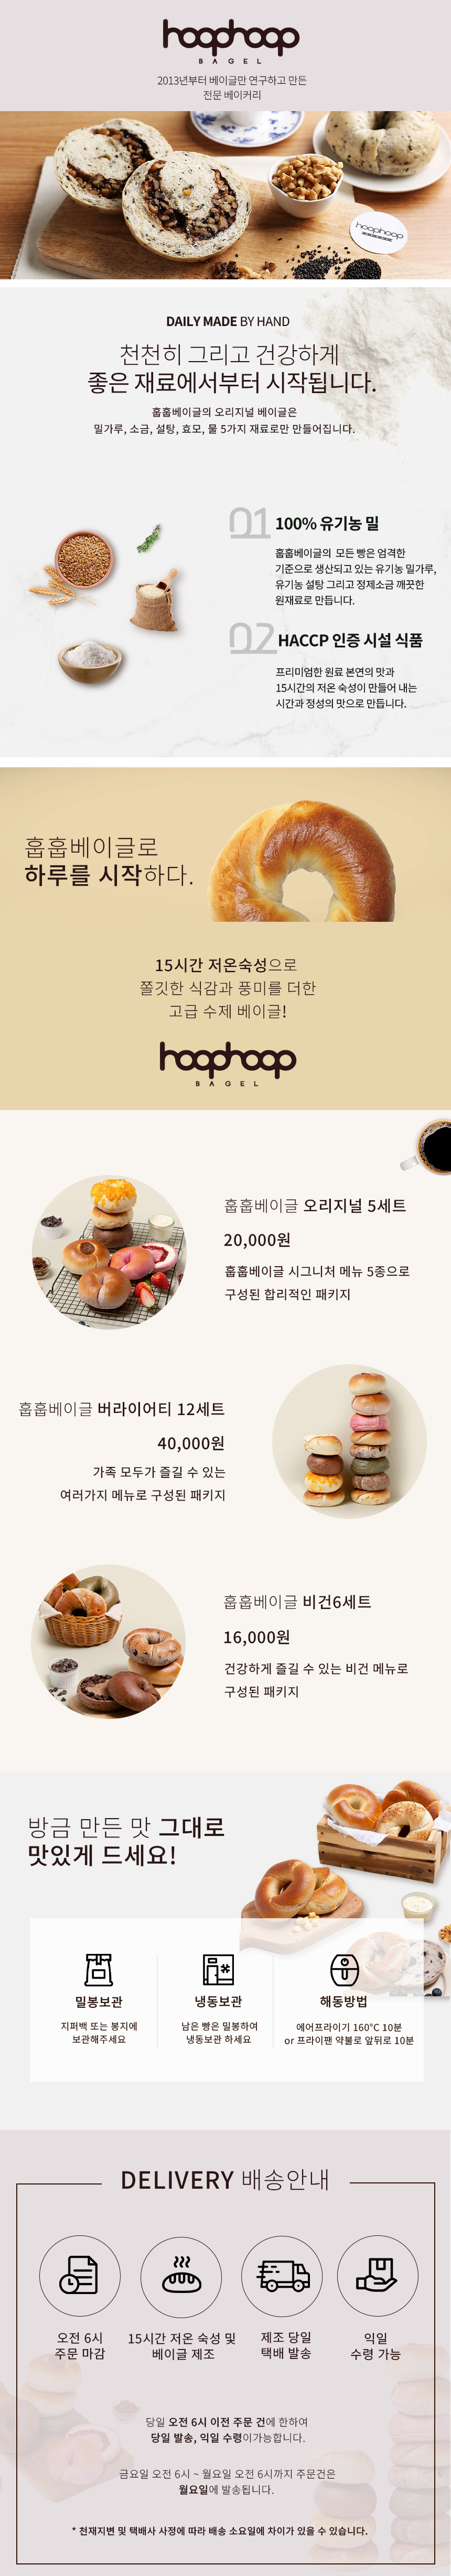 hoophoop
BAGEL
2013년부터 베이글만 연구하고 만든
전문 베이커리
hoophoop
DAILY MADE BY HAND
천천히 그리고 건강하게
좋은 재료에서부터 시작됩니다.
훕훕베이글의 오리지널 베이글은
밀가루, 소금, 설탕, 효모, 물 5가지 재료로만 만들어집니다.
01 100% 유기농 밀
훕훕베이글의 모든 빵은 엄격한
기준으로 생산되고 있는 유기농 밀가루,
유기농 설탕 그리고 정제소금 깨끗한
원재료로 만듭니다.
02 HACCP 인증 시설 식품
프리미엄한 원료 본연의 맛과
15시간의 저온 숙성이 만들어 내는
시간과 정성의 맛으로 만듭니다.
훕훕베이글로
하루를 시작하다.
15시간 저온숙성으로
쫄깃한 식감과 풍미를 더한
고급 수제 베이글!
hoophoop
BAGEL
훕훕베이글 오리지널 5세트
20,000원
훕훕베이글 시그니처 메뉴 5종으로
구성된 합리적인 패키지
훕훕베이글 버라이어티 12세트
40,000원
가족 모두가 즐길 수 있는
여러가지 메뉴로 구성된 패키지
훕훕베이글 비건6세트
16,000원
건강하게 즐길 수 있는 비건 메뉴로
구성된 패키지
방금 만든 맛 그대로
맛있게 드세요!
밀봉보관
지퍼백 또는 봉지에
보관해주세요
냉동보관
남은 빵은 밀봉하여
냉동보관 하세요
해동방법
에어프라이기 160℃ 10분
or 프라이팬 약불로 앞뒤로 10분
DELIVERY 배송안내
오전 6시
주문 마감
15시간 저온 숙성 및
베이글 제조
제조 당일
택배 발송
익일
수령 가능
당일 오전 6시 이전 주문 건에 한하여
당일 발송, 익일 수령이가능합니다.
금요일 오전 6시 ~ 월요일 오전 6시까지 주문건은
월요일에 발송됩니다.
* 천재지변 및 택배사 사정에 따라 배송 소요일에 차이가 있을 수 있습니다.